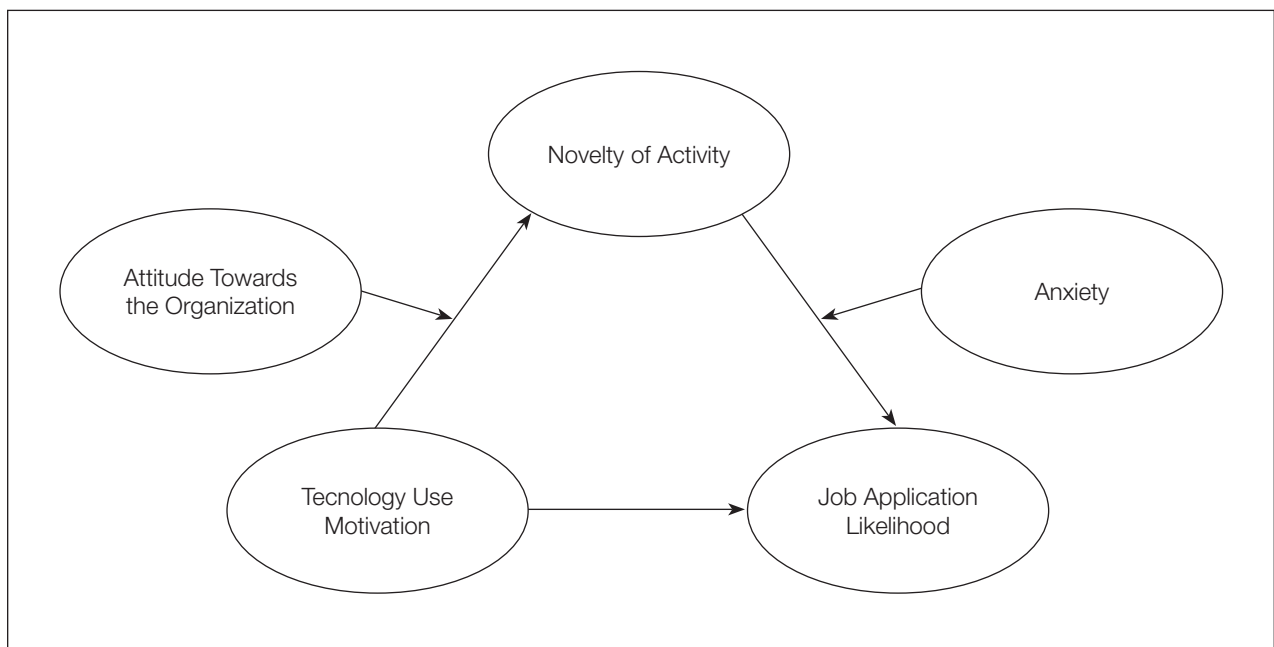 Novelty of Activity
Attitude Towards
the Organization
Anxiety
Tecnology Use
Motivation
Job Application
Likelihood